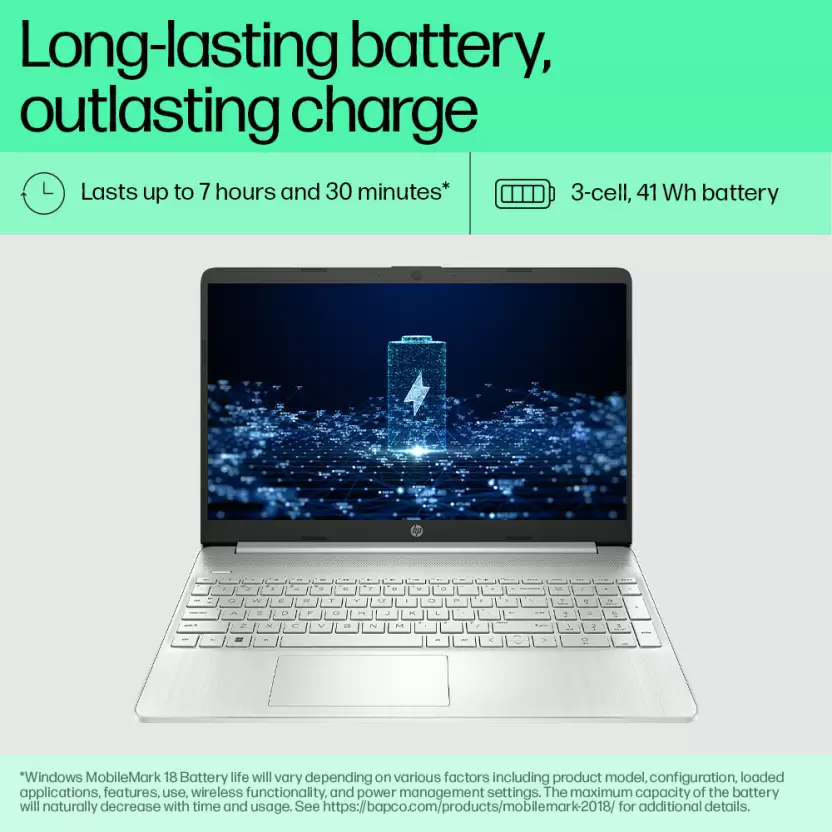 Long-lasting battery,
outlasting charge
Lasts up to 7 hours and 30 minutes*
3-cell, 41 Wh battery
hp
*Windows MobileMark 18 Battery life will vary depending on various factors including product model, configuration, loaded
applications, features, use, wireless functionality, and power management settings. The maximum capacity of the battery
will naturally decrease with time and usage. See https://bapco.com/products/mobilemark-2018/ for additional details.